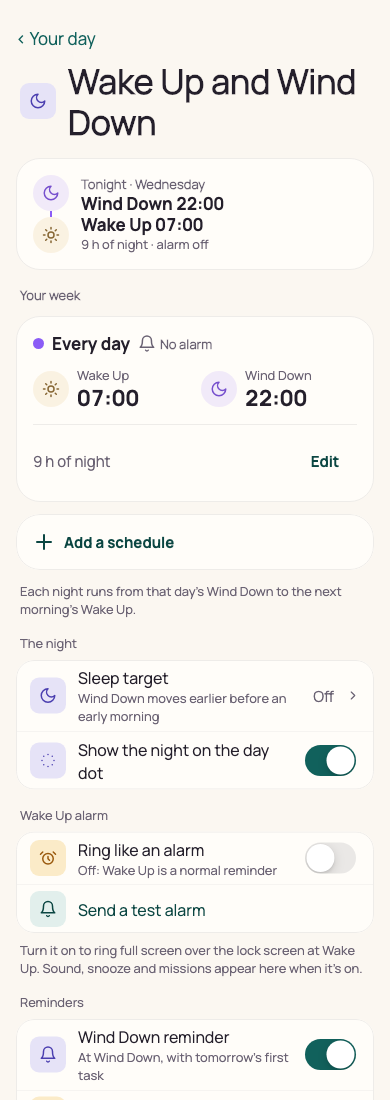 ‹ Your day
Wake Up and Wind
Down
Tonight · Wednesday
Wind Down 22:00
Wake Up 07:00
9 h of night · alarm off
Your week
Every day No alarm
Wake Up Wind Down
07:00 22:00
9 h of night Edit
Add a schedule
Each night runs from that day's Wind Down to the next
morning's Wake Up.
The night
Sleep target
Wind Down moves earlier before an
early morning
Off
Show the night on the day
dot
Wake Up alarm
Ring like an alarm
Off: Wake Up is a normal reminder
Send a test alarm
Turn it on to ring full screen over the lock screen at Wake
Up. Sound, snooze and missions appear here when it's on.
Reminders
Wind Down reminder
At Wind Down, with tomorrow's first
task